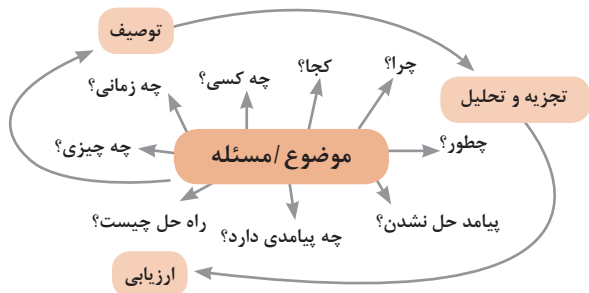 توصیف
چرا؟
کجا؟
چه کسی؟
چه زمانی؟
تجزیه و تحلیل
چطور؟
موضوع /مسئله
چه چیزی؟
پیامد حل نشدن؟
چه پیامدی دارد؟
راه حل چیست؟
ارزیابی